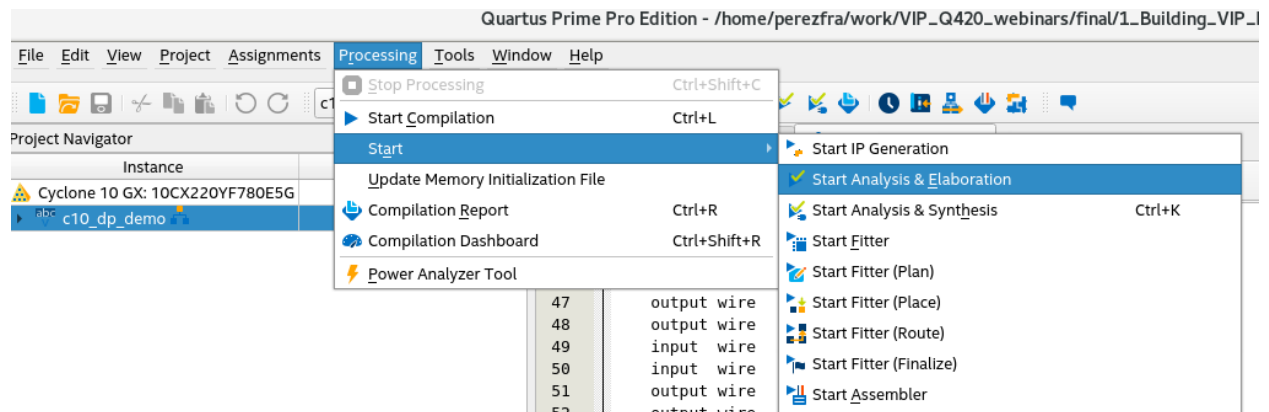 Quartus Prime Pro Edition - /home/perezfra/work/VIP_Q420_webinars/final/1_Building_VIP_
File Edit View Project Assignments Processing Tools Window Help
Stop Processing Ctrl+Shift+C
Start Compilation Ctrl+L
Project Navigator
Start
Start IP Generation
Instance
Update Memory Initialization File
Start Analysis & Elaboration
Cyclone 10 GX: 10CX220YF780E5G
Compilation Report Ctrl+R
Start Analysis & Synthesis Ctrl+K
abc c10_dp_demo
Compilation Dashboard Ctrl+Shift+R
Start Fitter
Power Analyzer Tool
Start Fitter (Plan)
47 output wire
Start Fitter (Place)
48 output wire
49 input wire
Start Fitter (Route)
50 input wire
Start Fitter (Finalize)
51 output wire
Start Assembler